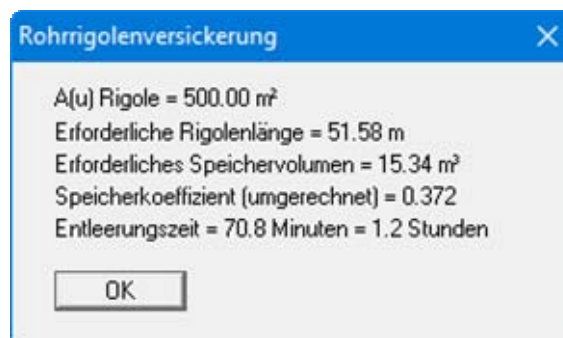 Rohrrigolenversickerung
A(u) Rigole = 500.00 m²
Erforderliche Rigolenlänge = 51.58 m
Erforderliches Speichervolumen = 15.34 m³
Speicherkoeffizient (umgerechnet) = 0.372
Entleerungszeit = 70.8 Minuten = 1.2 Stunden
OK